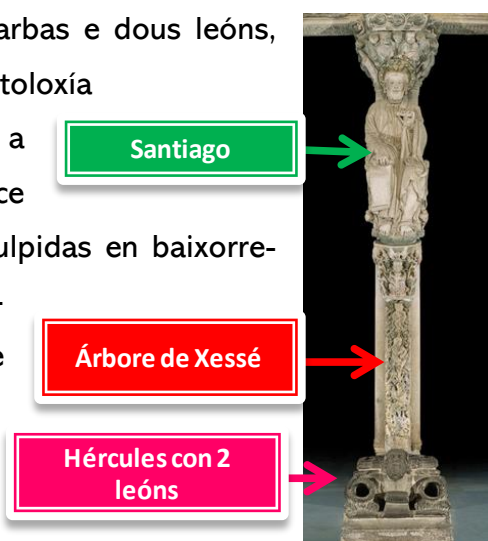 arbas e dous leóns,
toloxía
a
Santiago
ce
ulpidas en baixorre-
e
Árbore de Xessé
Hércules con 2
leóns